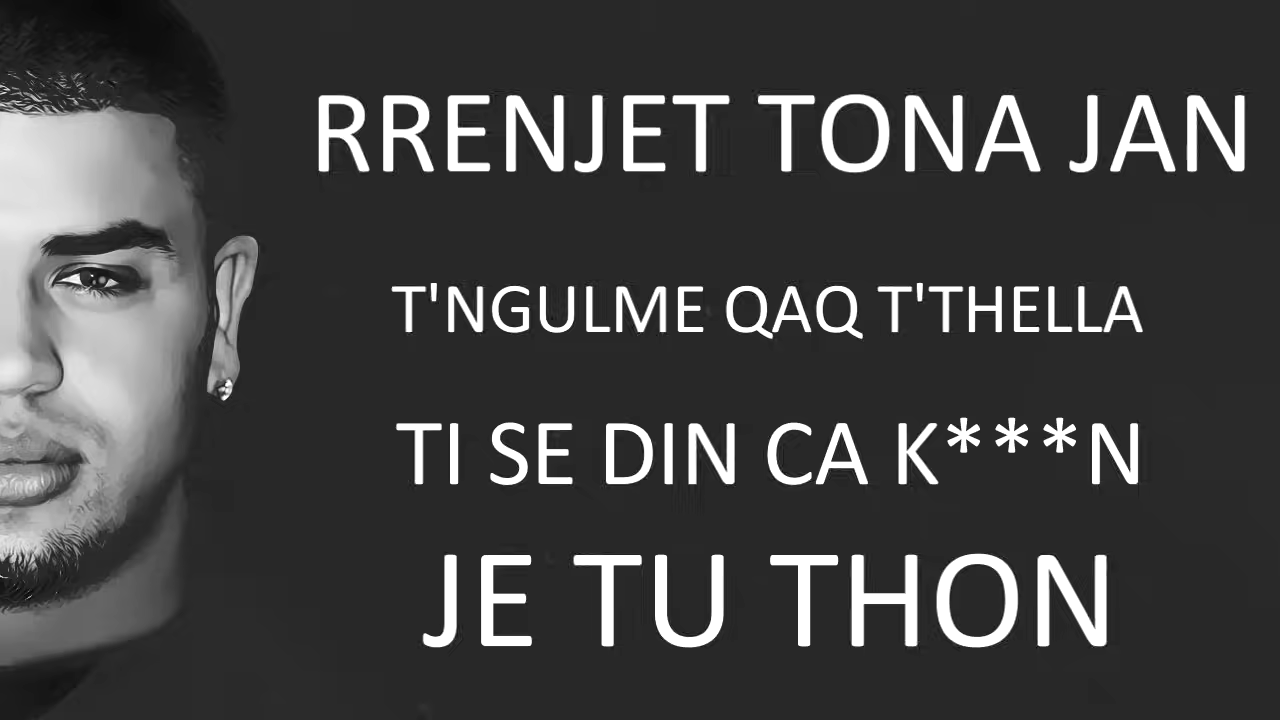 RRENJET TONA JAN
T'NGULME QAQ T'THELLA
TI SE DIN CA K***N
JE TU THON